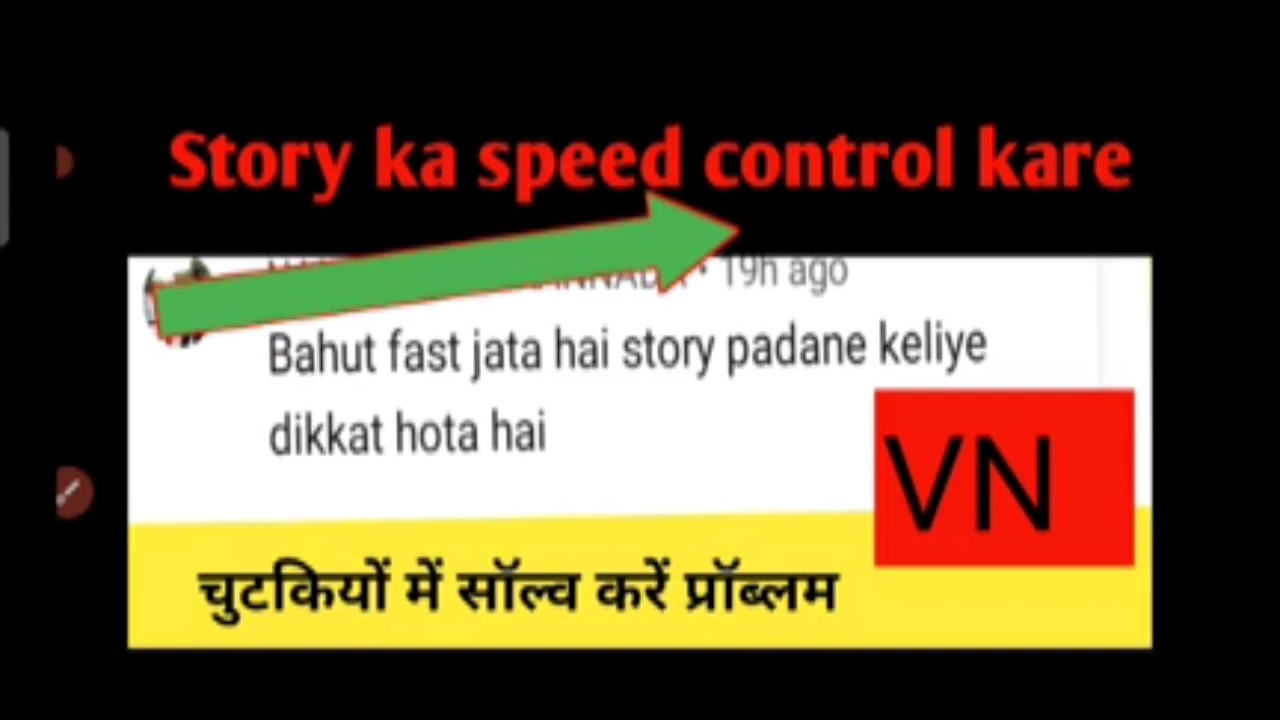 Story ka speed control kare
19h ago
Bahut fast jata hai story padane keliye
dikkat hota hai
VN
चुटकियों में सॉल्व करें प्रॉब्लम